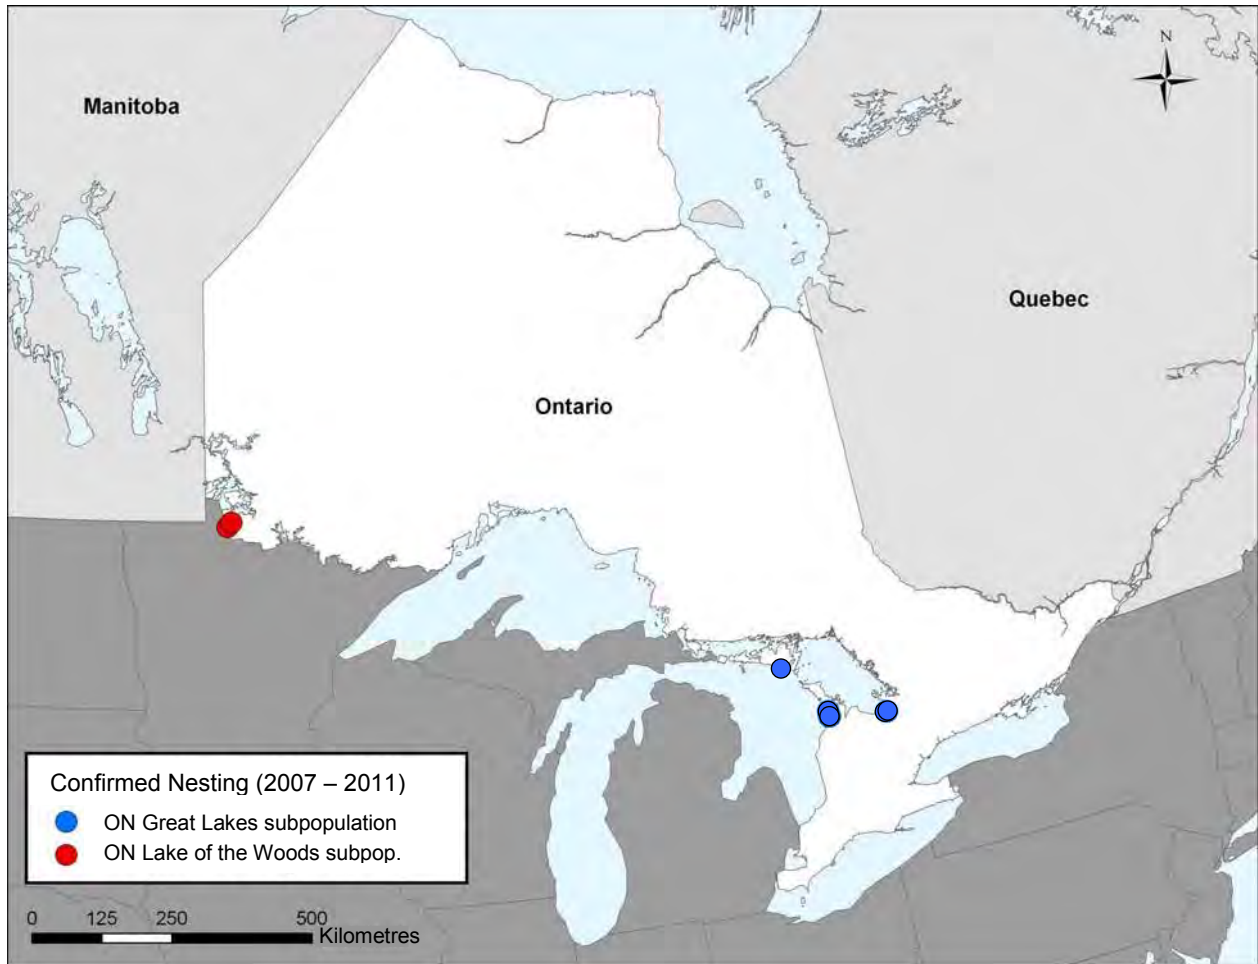 N
Manitoba
Quebec
Ontario
Confirmed Nesting (2007 – 2011)
ON Great Lakes subpopulation
ON Lake of the Woods subpop.
0 125 250 500
Kilometres